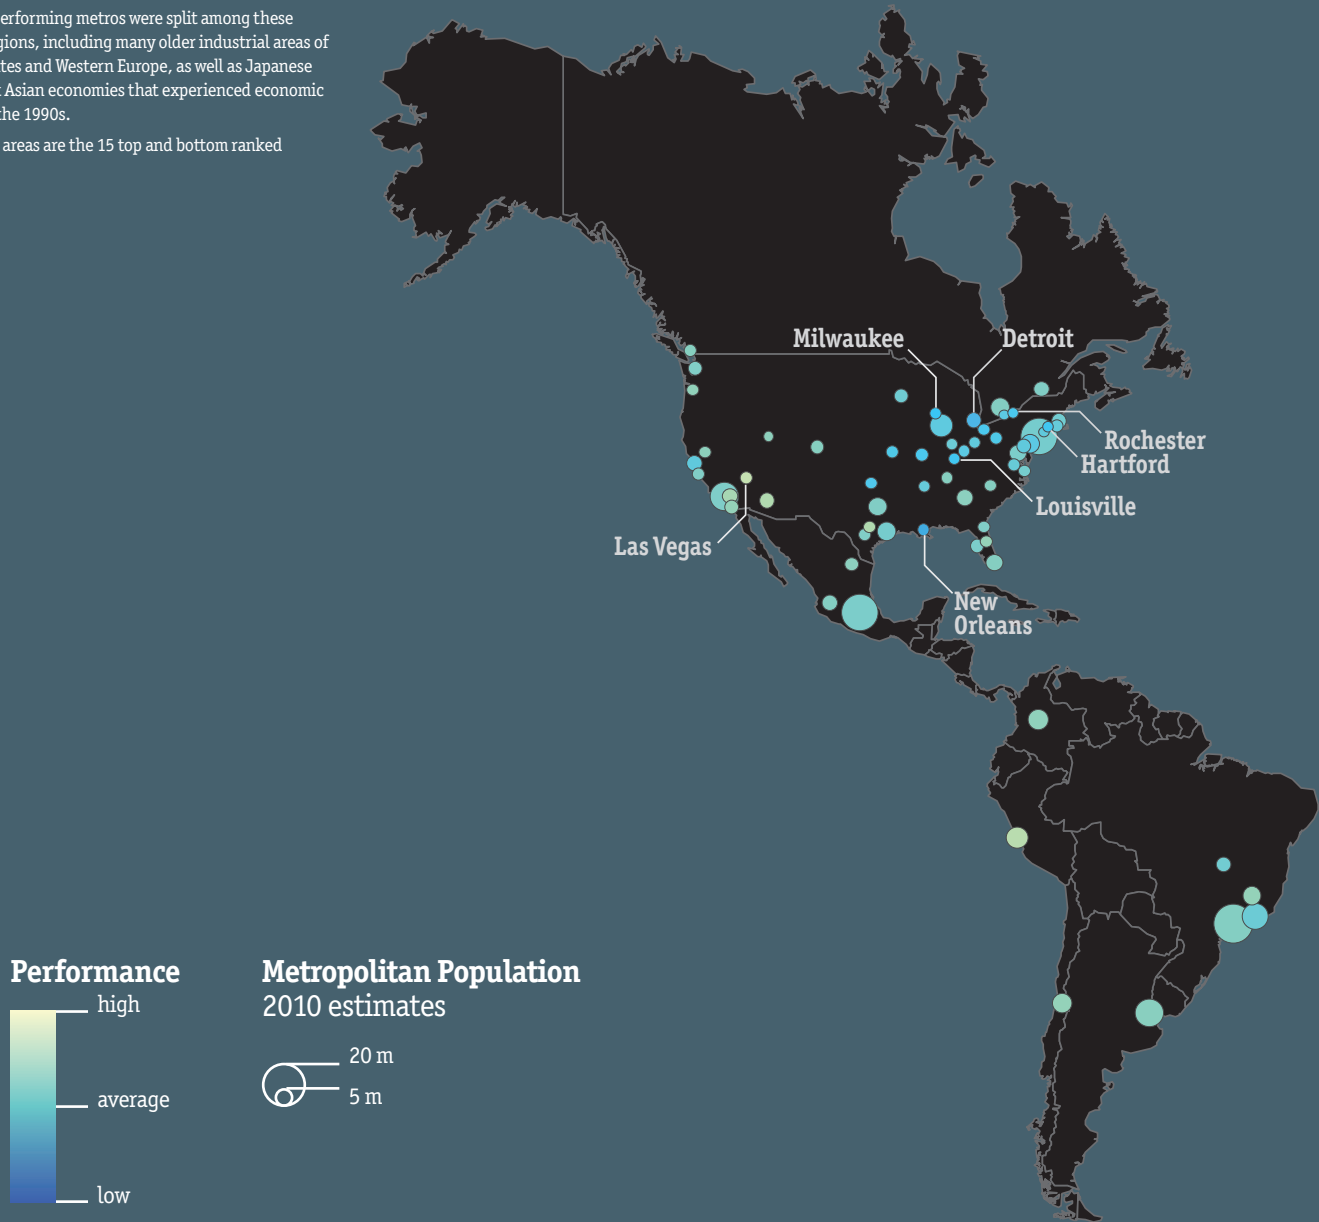 erforming metros were split among these
gions, including many older industrial areas of
tes and Western Europe, as well as Japanese
t Asian economies that experienced economic
the 1990s.
areas are the 15 top and bottom ranked
Milwaukee
Detroit
Rochester
Hartford
Louisville
Las Vegas
New
Orleans
Performance
high
average
low
Metropolitan Population
2010 estimates
20 m
5 m